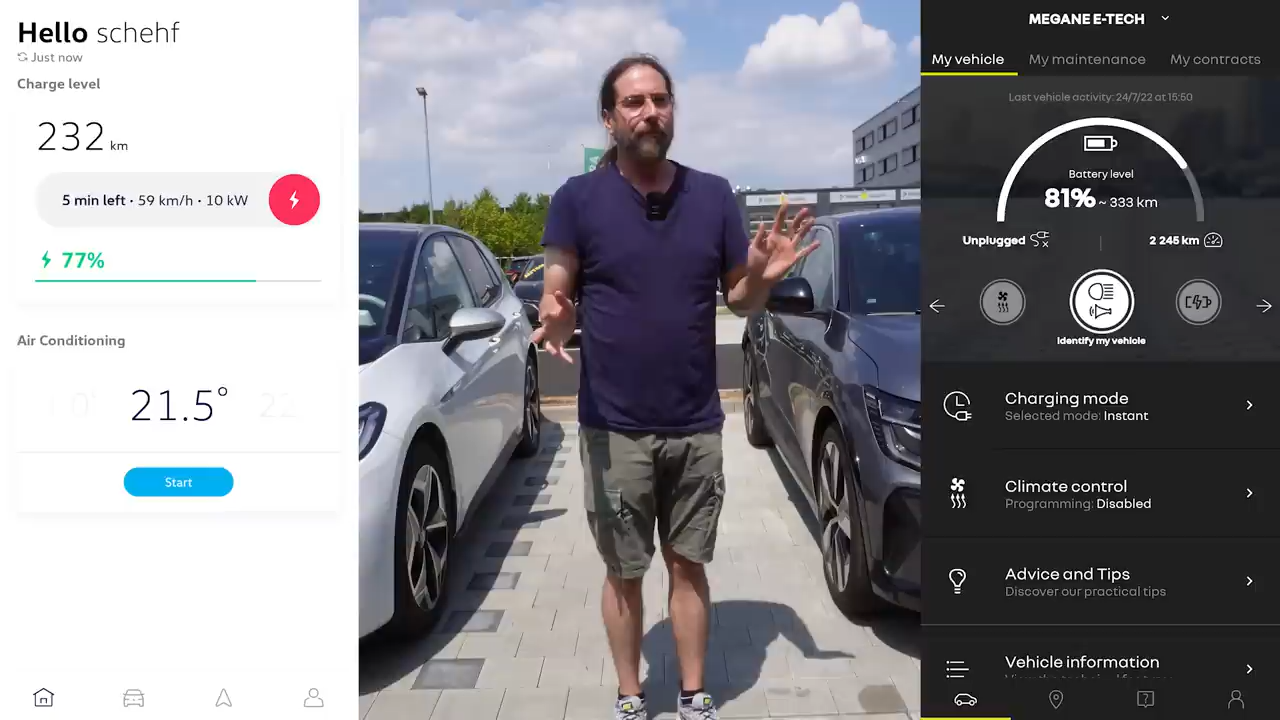 Hello schehf
Just now
Charge level
232 km
5 min left · 59 km/h · 10 kW
77%
Air Conditioning
21.5° 22
Start
MEGANE E-TECH
My vehicle My maintenance My contracts
Last vehicle activity: 24/7/22 at 15:50
Battery level
81% ~ 333 km
Unplugged 2 245 km
Identify my vehicle
Charging mode
Selected mode: Instant
Climate control
Programming: Disabled
Advice and Tips
Discover our practical tips
Vehicle information